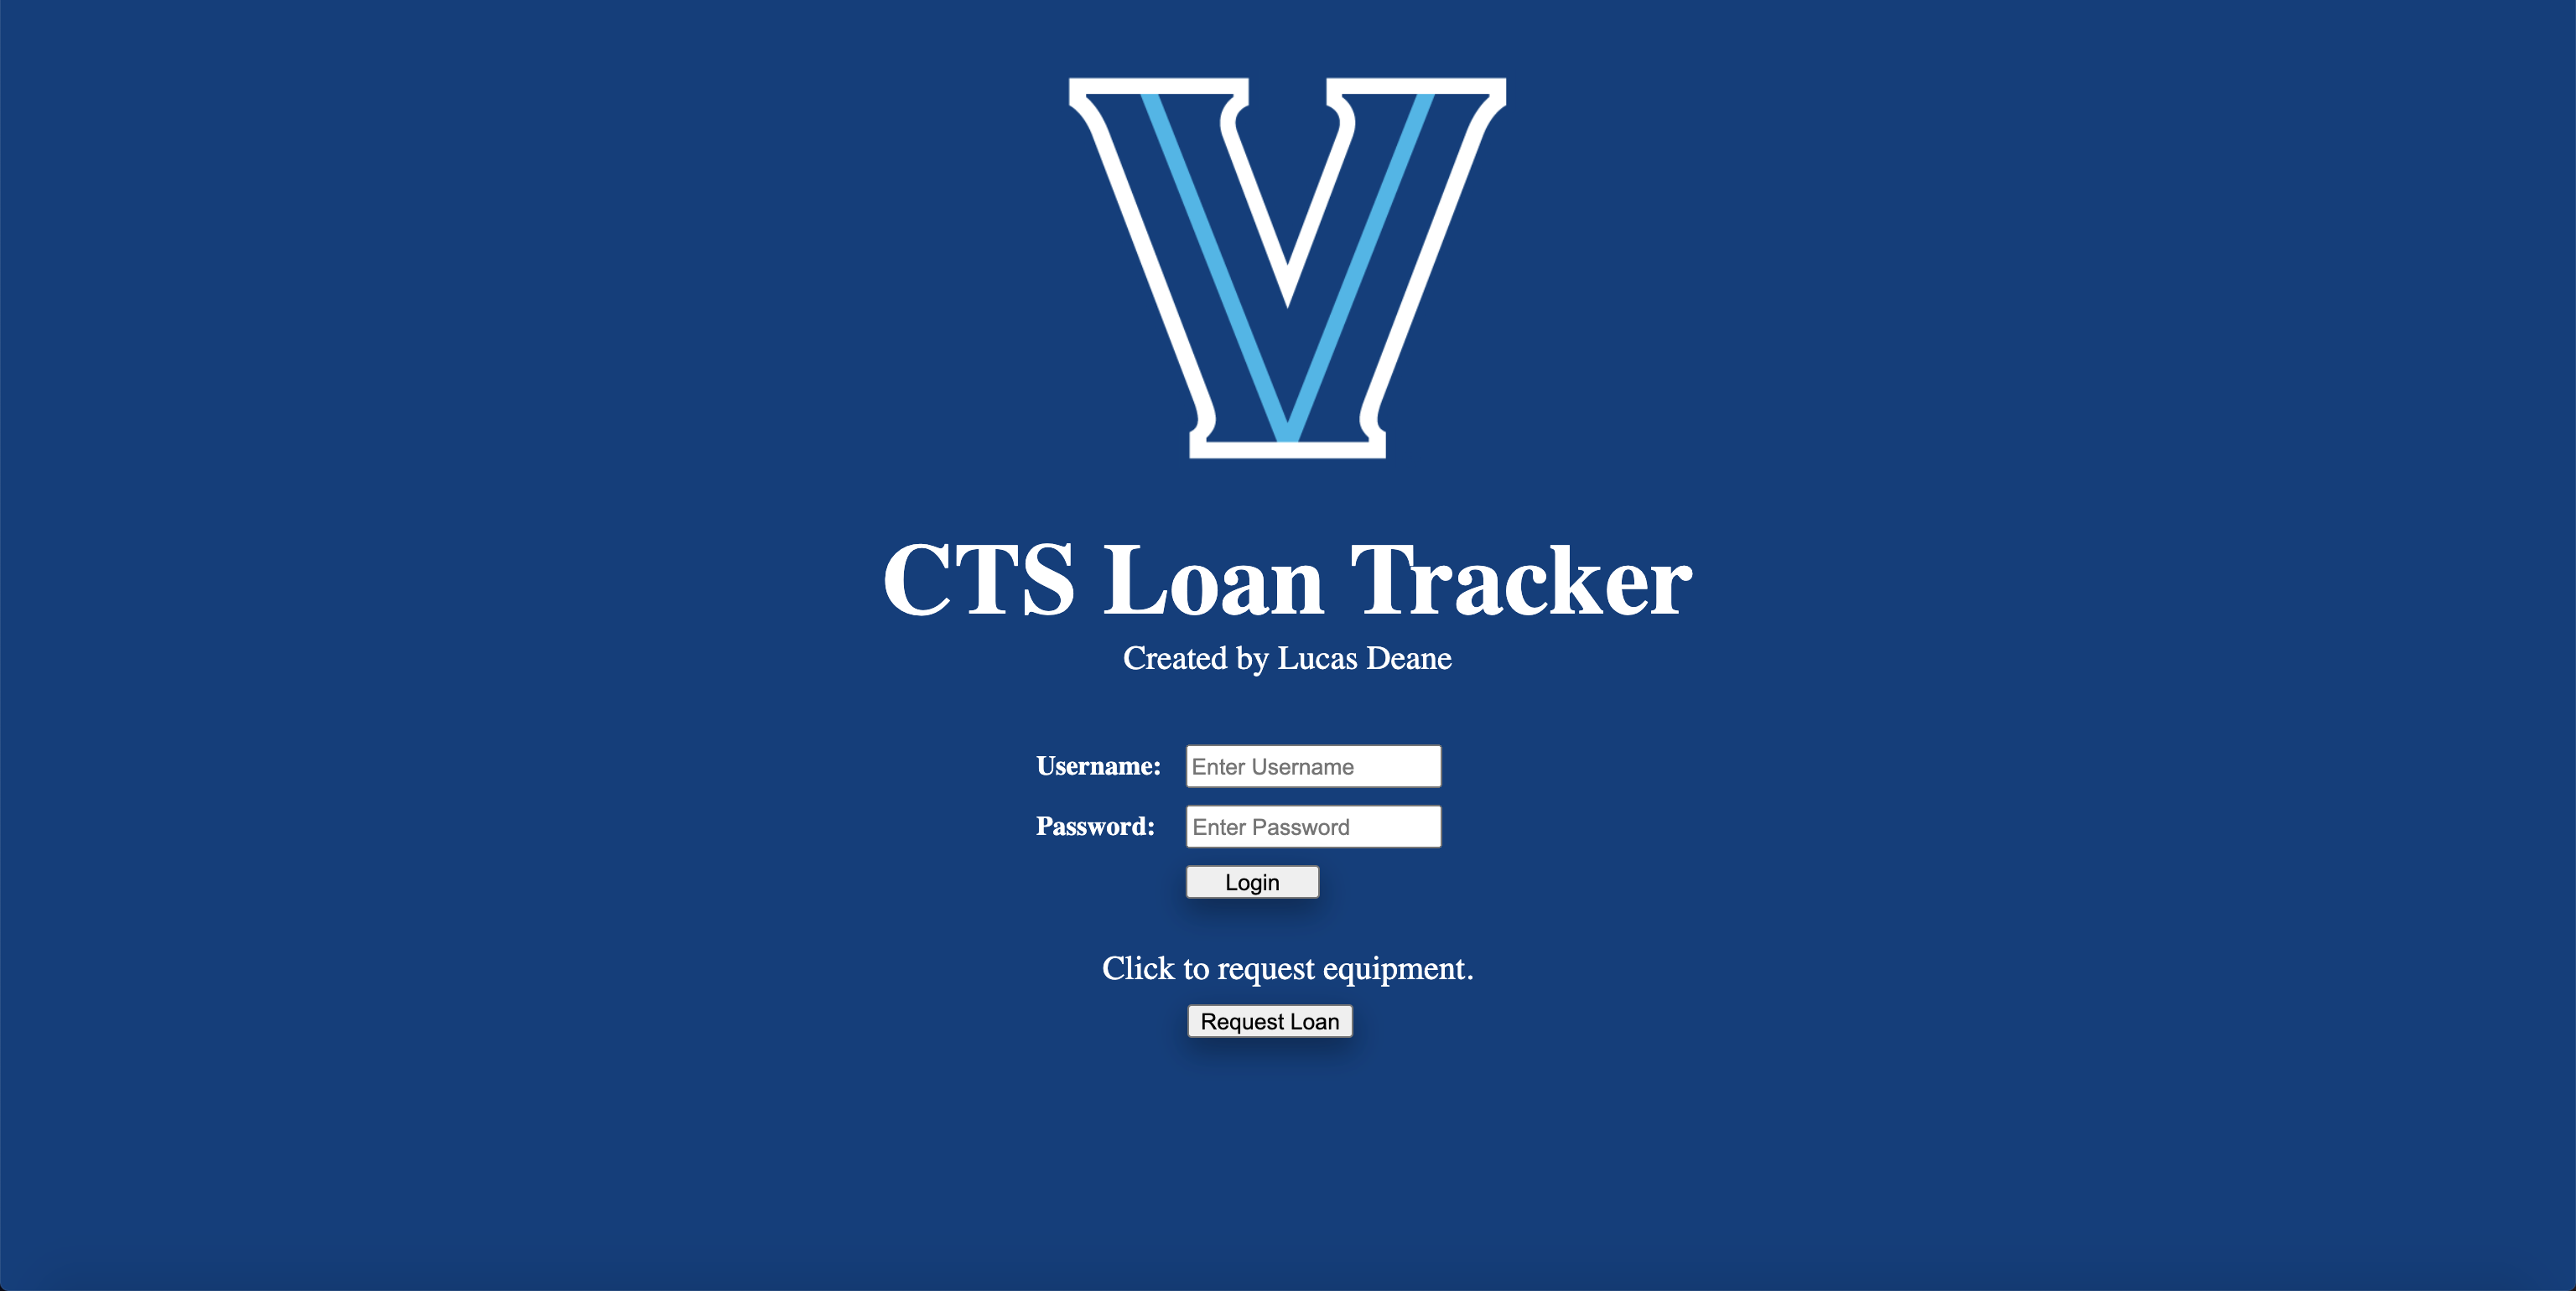 V
CTS Loan Tracker
Created by Lucas Deane
Username: Enter Username
Password: Enter Password
Login
Click to request equipment.
Request Loan